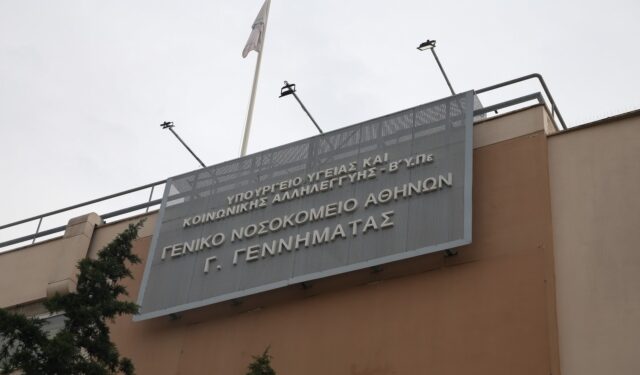 ΥΠΟΥΡΓΕΙΟ ΥΓΕΙΑΣ ΚΑΙ
ΚΟΙΝΩΝΙΚΗΣ ΑΛΛΗΛΕΓΓΥΗΣ - Β΄Υ.Πε
ΓΕΝΙΚΟ ΝΟΣΟΚΟΜΕΙΟ ΑΘΗΝΩΝ
Γ. ΓΕΝΝΗΜΑΤΑΣ